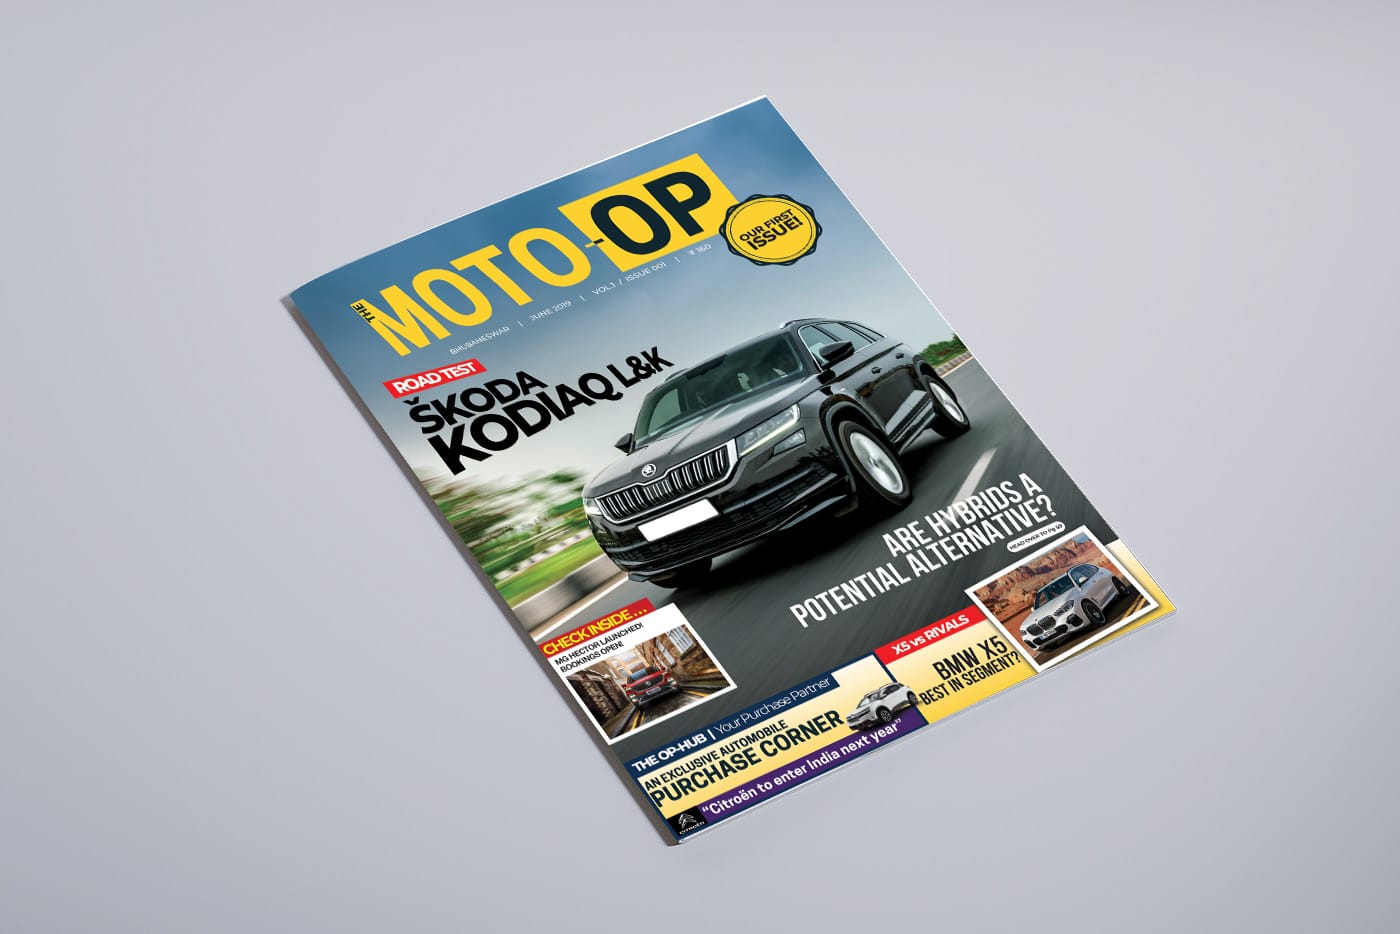 THE
MOTO-OP
BHUBANESWAR | JUNE 2019 | VOL.1 / ISSUE 001 | ₹ 160
OUR FIRST
ISSUE!
ROAD TEST
ŠKODA
KODIAQ L&K
ARE HYBRIDS A
POTENTIAL ALTERNATIVE?
CHECK INSIDE...
MG HECTOR LAUNCHED!
BOOKINGS OPEN!
X5 vs RIVALS
BMW X5
BEST IN SEGMENT?
THE OP-HUB | Your Purchase Partner
AN EXCLUSIVE AUTOMOBILE
PURCHASE CORNER
"Citroën to enter India next year"
CITROËN